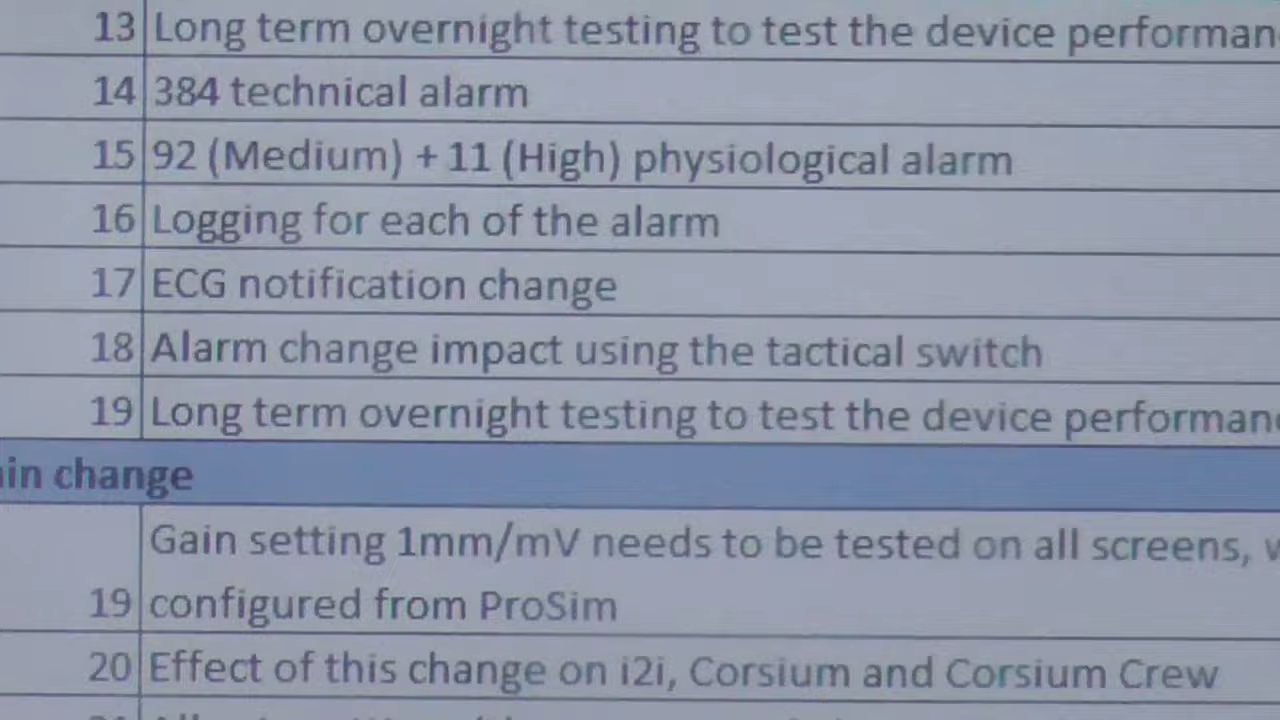 13 Long term overnight testing to test the device
14 384 technical alarm
15 92 (Medium) + 11 (High) physiological alarm
16 Logging for each of the alarm
17 ECG notification change
18 Alarm change impact using the tactical switch
19 Long term overnight testing to test the device
change
Gain setting 1mm/mV needs to be tested on all screens,
19 configured from ProSim
20 Effect of this change on i2i, Corsium and Corsium Crew